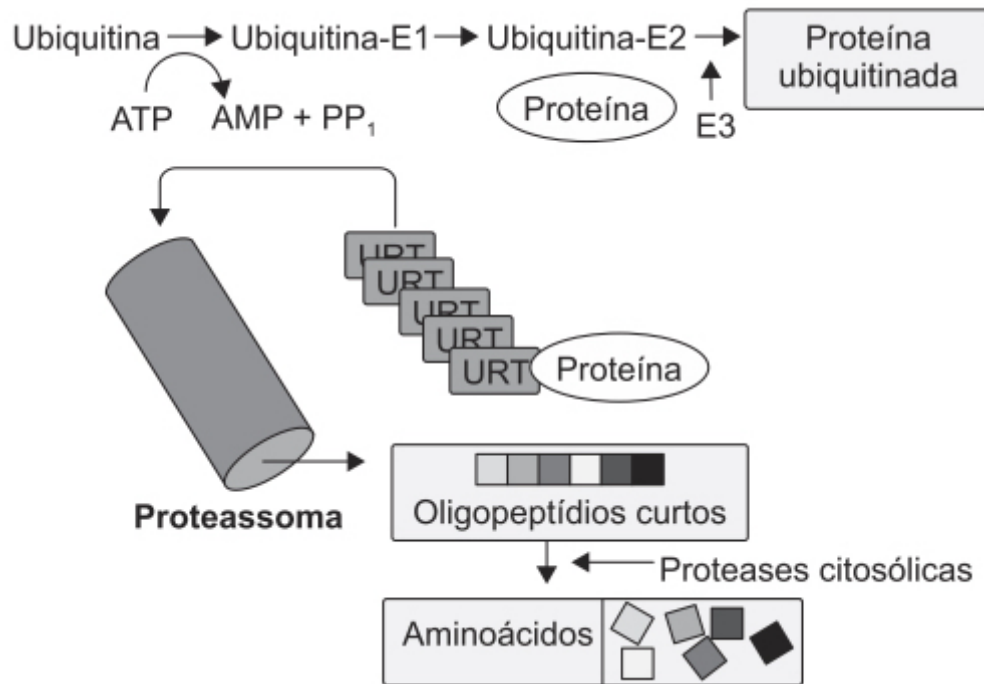 Ubiquitina → Ubiquitina-E1 → Ubiquitina-E2 →
Proteína
ubiquitinada
ATP
AMP + PP₁
Proteína
E3
URT
URT
URT
URT
URT
Proteína
Proteassoma
Oligopeptídios curtos
Proteases citosólicas
Aminoácidos